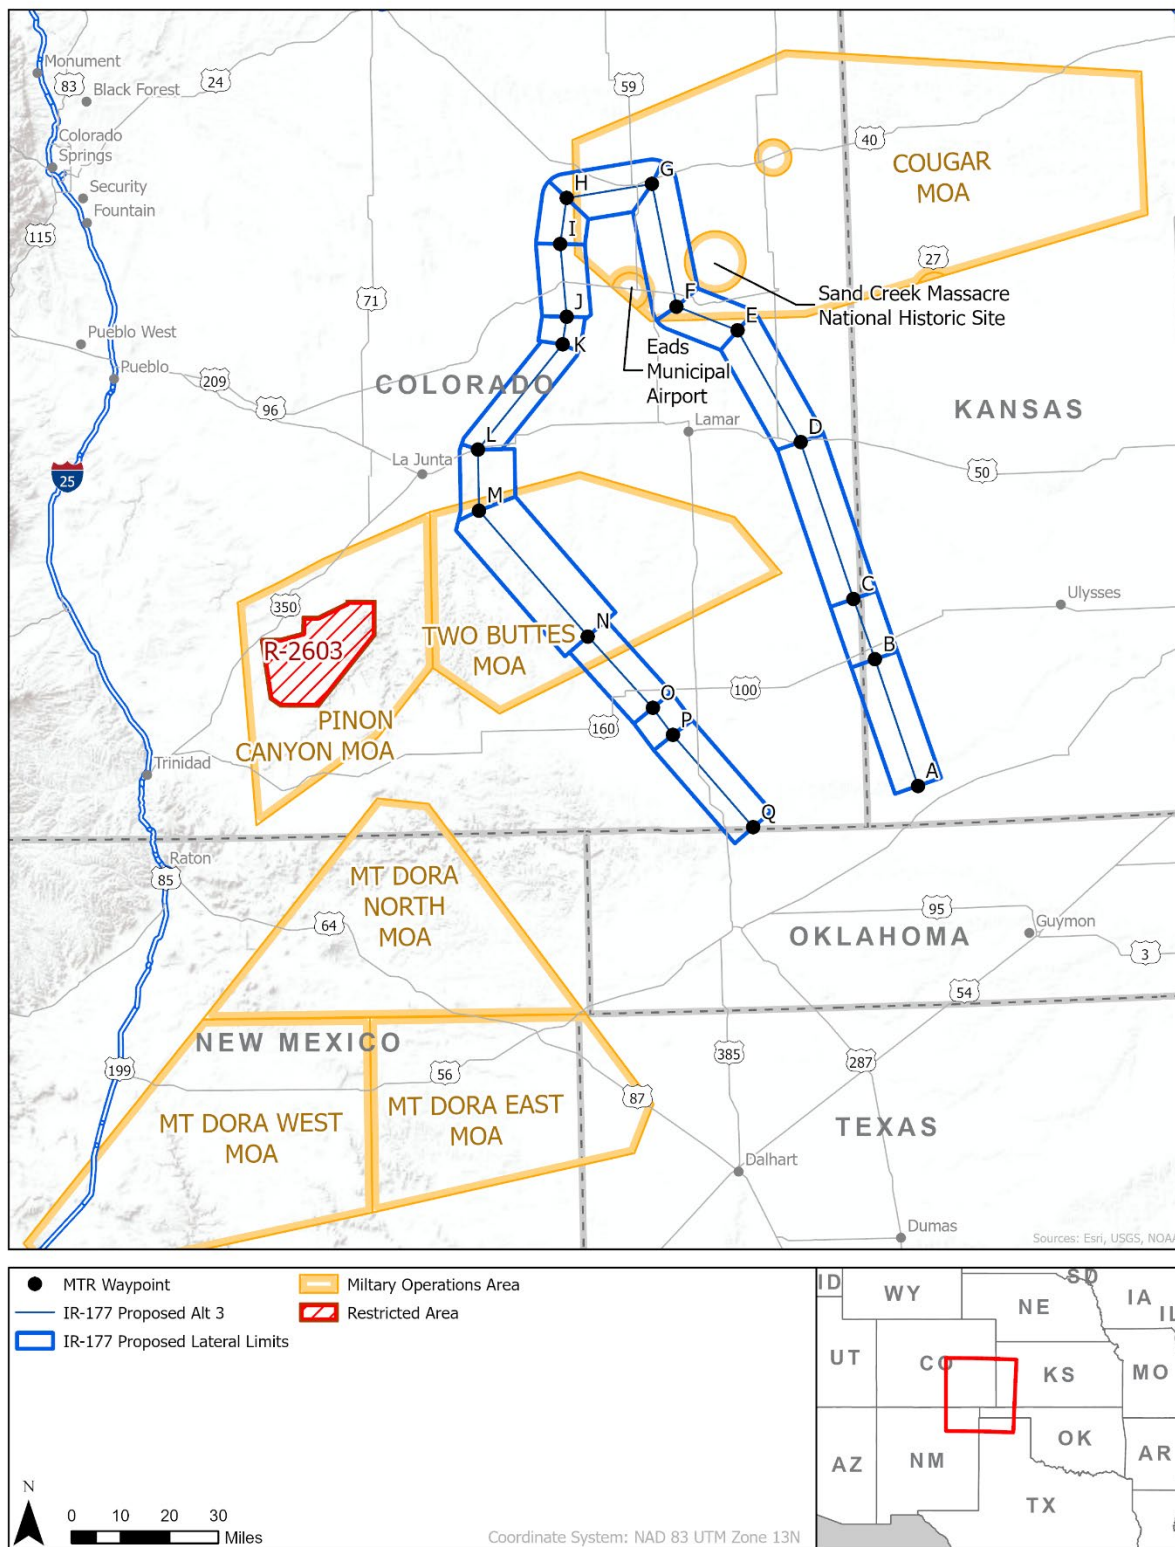 Monument
83
Black Forest
24
59
40
COUGAR
MOA
Colorado
Springs
Security
Fountain
115
H
G
I
27
71
Sand Creek Massacre
National Historic Site
J
F
E
K
Pueblo West
Pueblo
Eads
Municipal
Airport
209
COLORADO
96
KANSAS
Lamar
D
L
La Junta
25
50
M
C
Ulysses
350
N
R-2603
TWO BUTTES
MOA
B
O
100
PINON
CANYON MOA
160
P
Trinidad
A
Q
Raton
85
MT DORA
NORTH
MOA
64
95
Guymon
OKLAHOMA
3
54
NEW MEXICO
385
287
199
56
87
MT DORA WEST
MOA
MT DORA EAST
MOA
TEXAS
Dalhart
Dumas
Sources: Esri, USGS, NOAA
MTR Waypoint
IR-177 Proposed Alt 3
IR-177 Proposed Lateral Limits
Miltary Operations Area
Restricted Area
N
0 10 20 30
Miles
Coordinate System: NAD 83 UTM Zone 13N
ID
WY
SD
NE
IA
IL
UT
CO
KS
MO
AZ
NM
OK
AR
TX